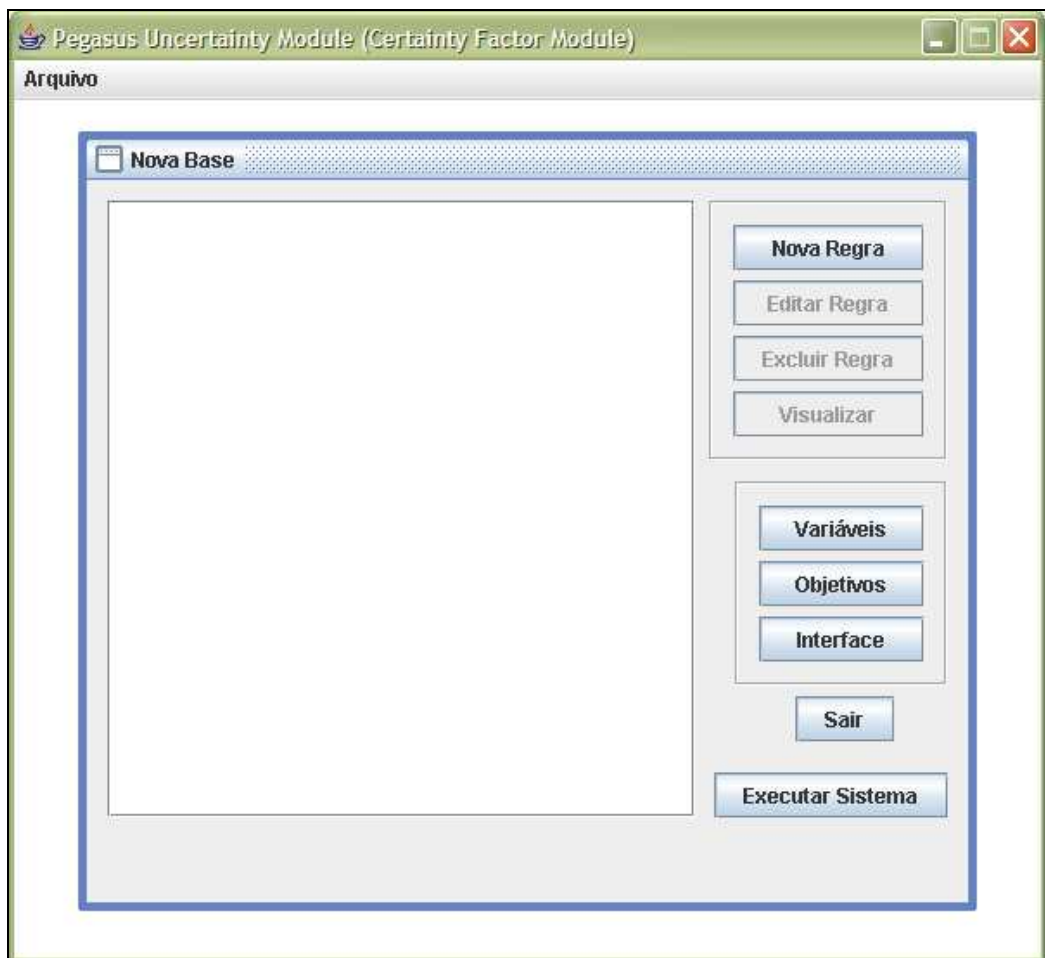 Pegasus Uncertainty Module (Certainty Factor Module)
Arquivo
Nova Base
Nova Regra
Editar Regra
Excluir Regra
Visualizar
Variáveis
Objetivos
Interface
Sair
Executar Sistema